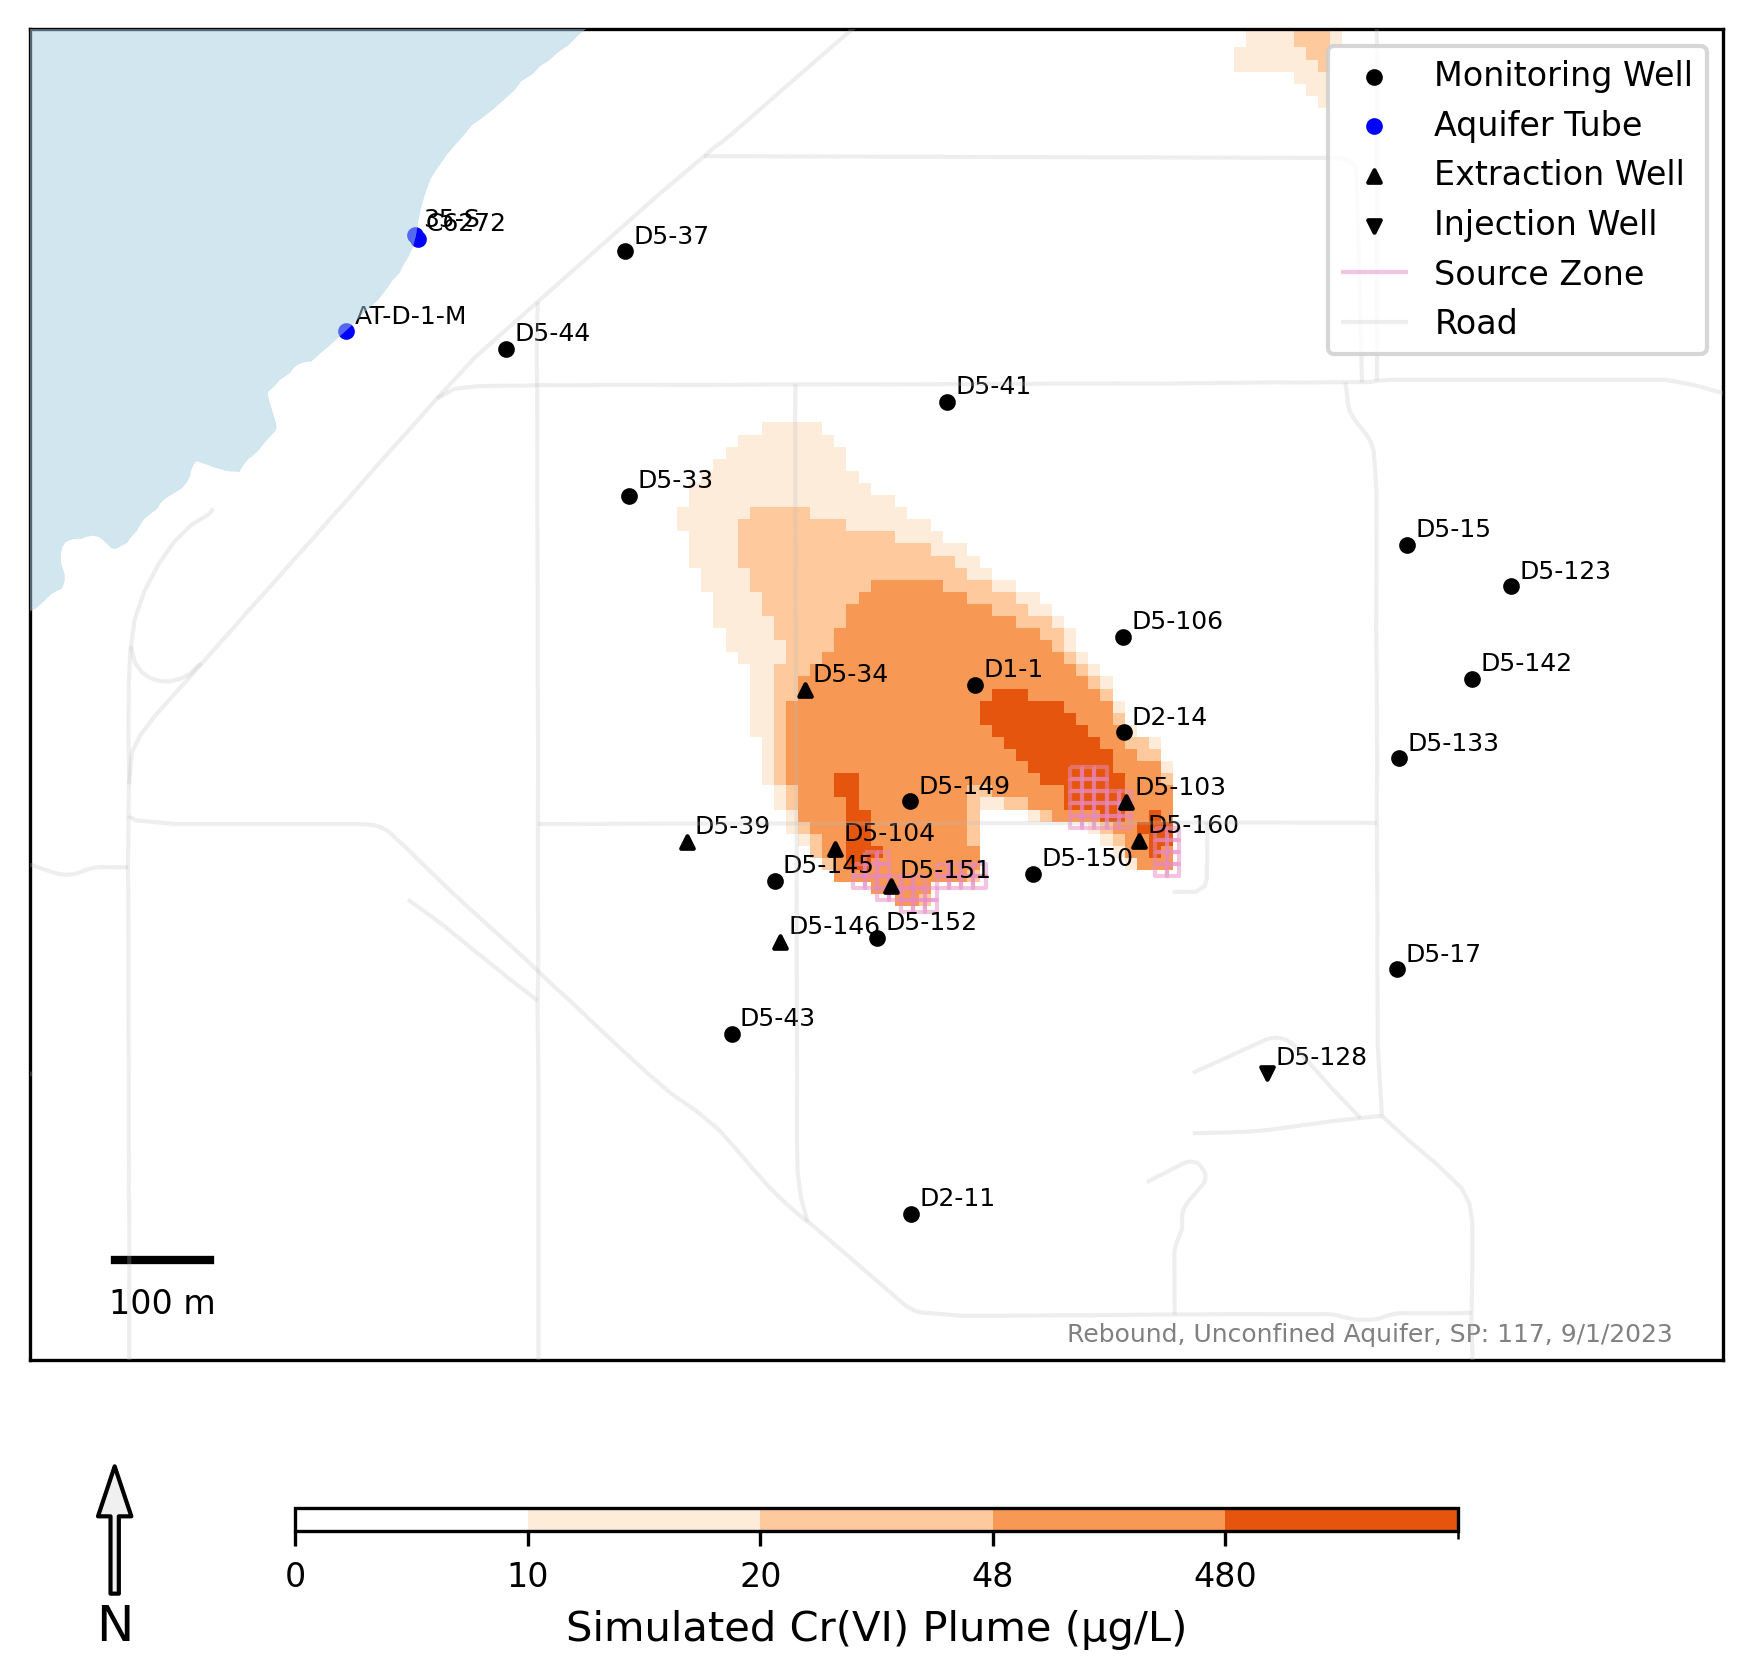 Monitoring Well
Aquifer Tube
Extraction Well
Injection Well
Source Zone
Road
35-S
C6272
D5-37
AT-D-1-M
D5-44
D5-41
D5-33
D5-15
D5-123
D5-106
D5-142
D1-1
D5-34
D2-14
D5-133
D5-149
D5-103
D5-39
D5-104
D5-160
D5-145
D5-151
D5-150
D5-146
D5-152
D5-17
D5-43
D5-128
D2-11
100 m
Rebound, Unconfined Aquifer, SP: 117, 9/1/2023
0 10 20 48 480
Simulated Cr(VI) Plume (µg/L)
N